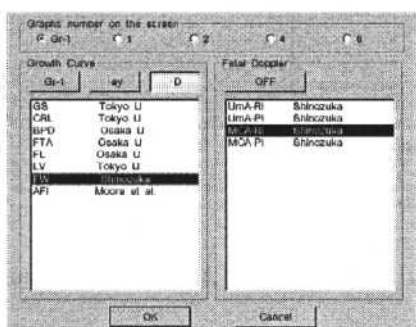 Graphs number on the screen
Gr-1 1 2 4 6
Growth Curve
Gr-1 ay D
GS Tokyo U
CRL Tokyo U
BPD Osaka U
FTA Osaka U
FL Osaka U
LV Tokyo U
FW Shinozuka
AFI Moore et al
Fetal Doppler
OFF
UmA-RI Shinozuka
UmA-PI Shinozuka
MCA-RI Shinozuka
MCA PI Shinozuka
OK Cancel